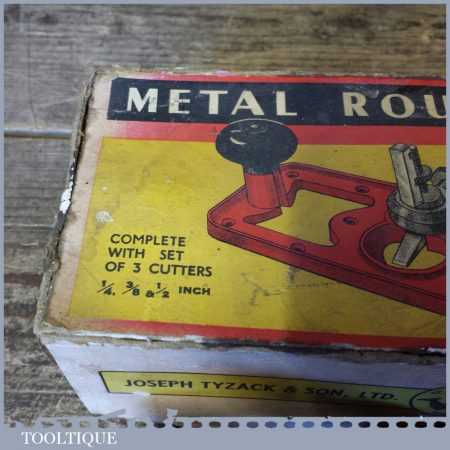 METAL ROU
COMPLETE
WITH SET
OF 3 CUTTERS
1/4, 3/8 & 1/2 INCH
JOSEPH TYZACK & SON, LTD.
TOOLTIQUE